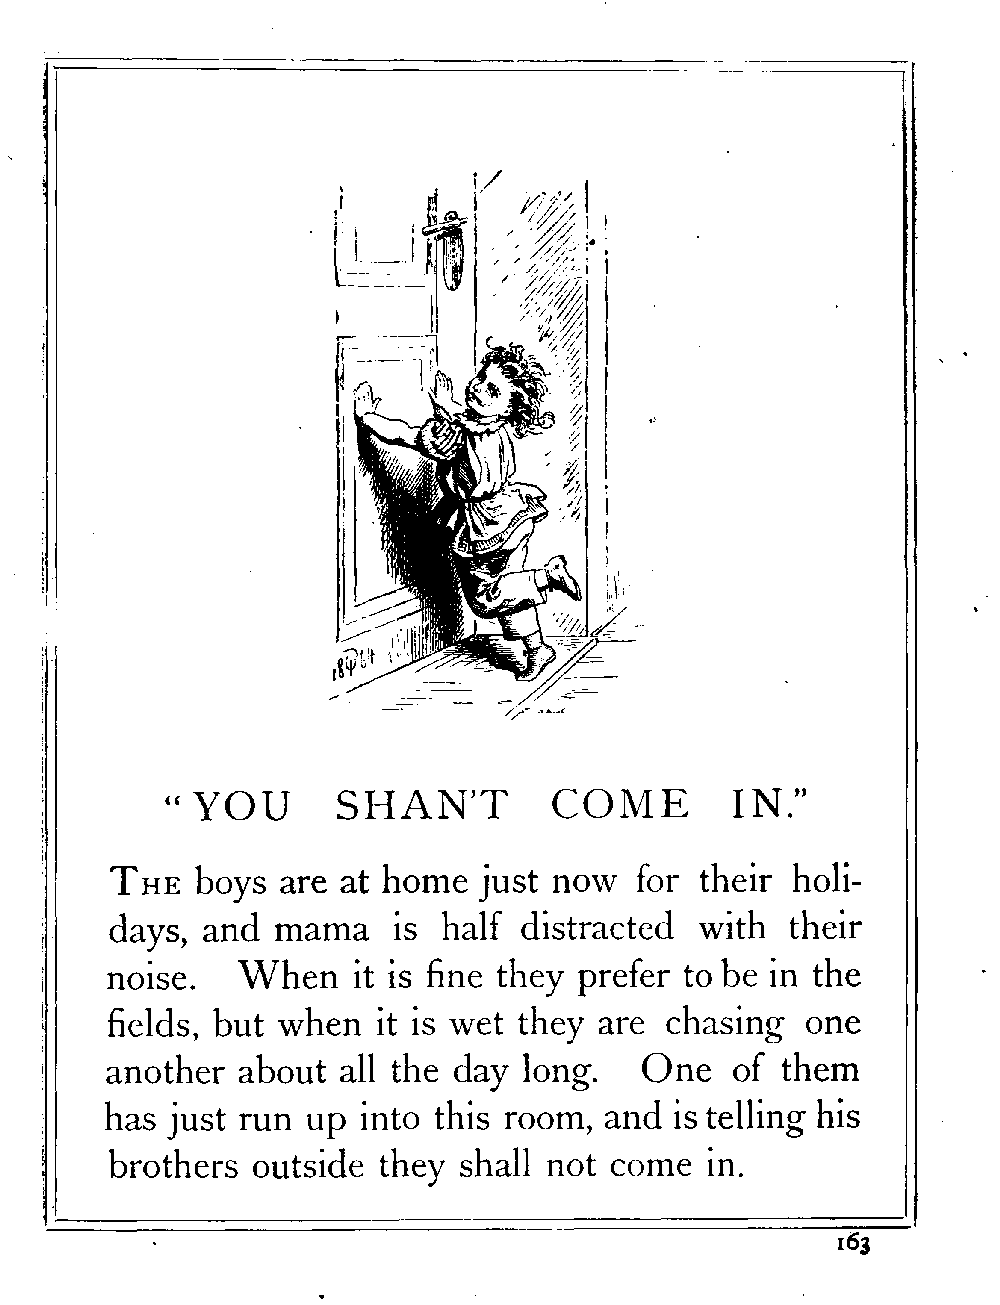 1864
"YOU SHAN'T COME IN."
THE boys are at home just now for their holi-
days, and mama is half distracted with their
noise. When it is fine they prefer to be in the
fields, but when it is wet they are chasing one
another about all the day long. One of them
has just run up into this room, and is telling his
brothers outside they shall not come in.
163